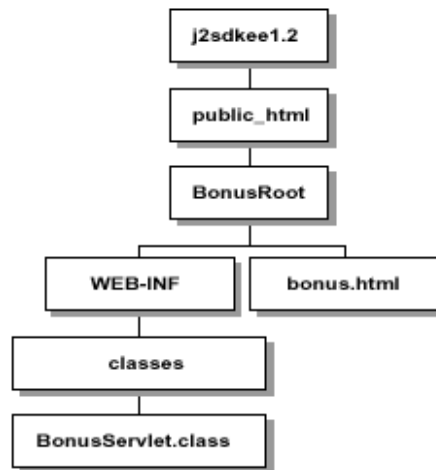 j2sdkee1.2
public_html
BonusRoot
WEB-INF
bonus.html
classes
BonusServlet.class